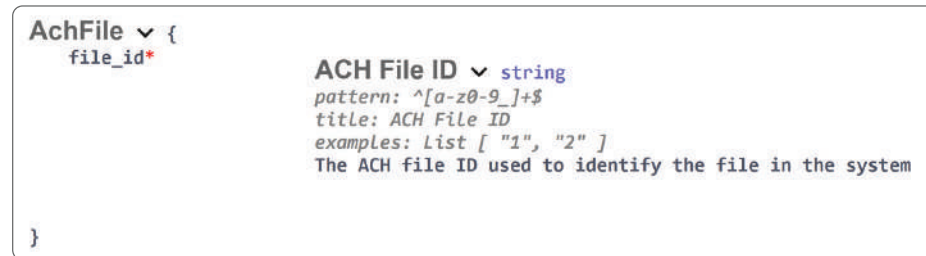 AchFile {
file_id*
ACH File ID string
pattern: ^[a-z0-9_]+$
title: ACH File ID
examples: List [ "1", "2" ]
The ACH file ID used to identify the file in the system
}